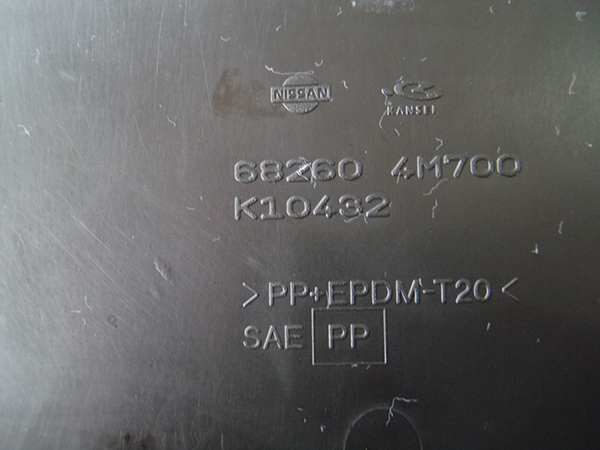 NISSAN KANSEI
68260 4M700
K10432
>PP+EPDM-T20<
SAE PP